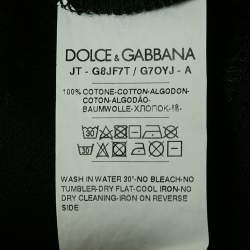 DOLCE & GABBANA
JT - G8JF7T / G7OYJ - A
100% COTONE-COTTON-ALGODON-
COTON-ALGODÃO-
BAUMWOLLE-ХЛОПОК-棉-
WASH IN WATER 30°-NO BLEACH-NO
TUMBLER-DRY FLAT-COOL IRON-NO
DRY CLEANING-IRON ON REVERSE
SIDE